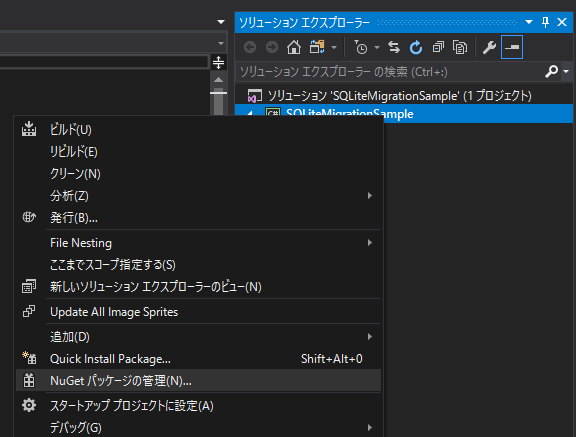 ソリューション エクスプローラー
ソリューション エクスプローラー の検索 (Ctrl+:)
ソリューション 'SQLiteMigrationSample' (1 プロジェクト)
C# SQLiteMigrationSample
ビルド(U)
リビルド(E)
クリーン(N)
分析(Z)
発行(B)...
File Nesting
ここまでスコープ指定する(S)
新しいソリューション エクスプローラーのビュー(N)
Update All Image Sprites
追加(D)
Quick Install Package... Shift+Alt+0
NuGet パッケージの管理(N)...
スタートアップ プロジェクトに設定(A)
デバッグ(G)